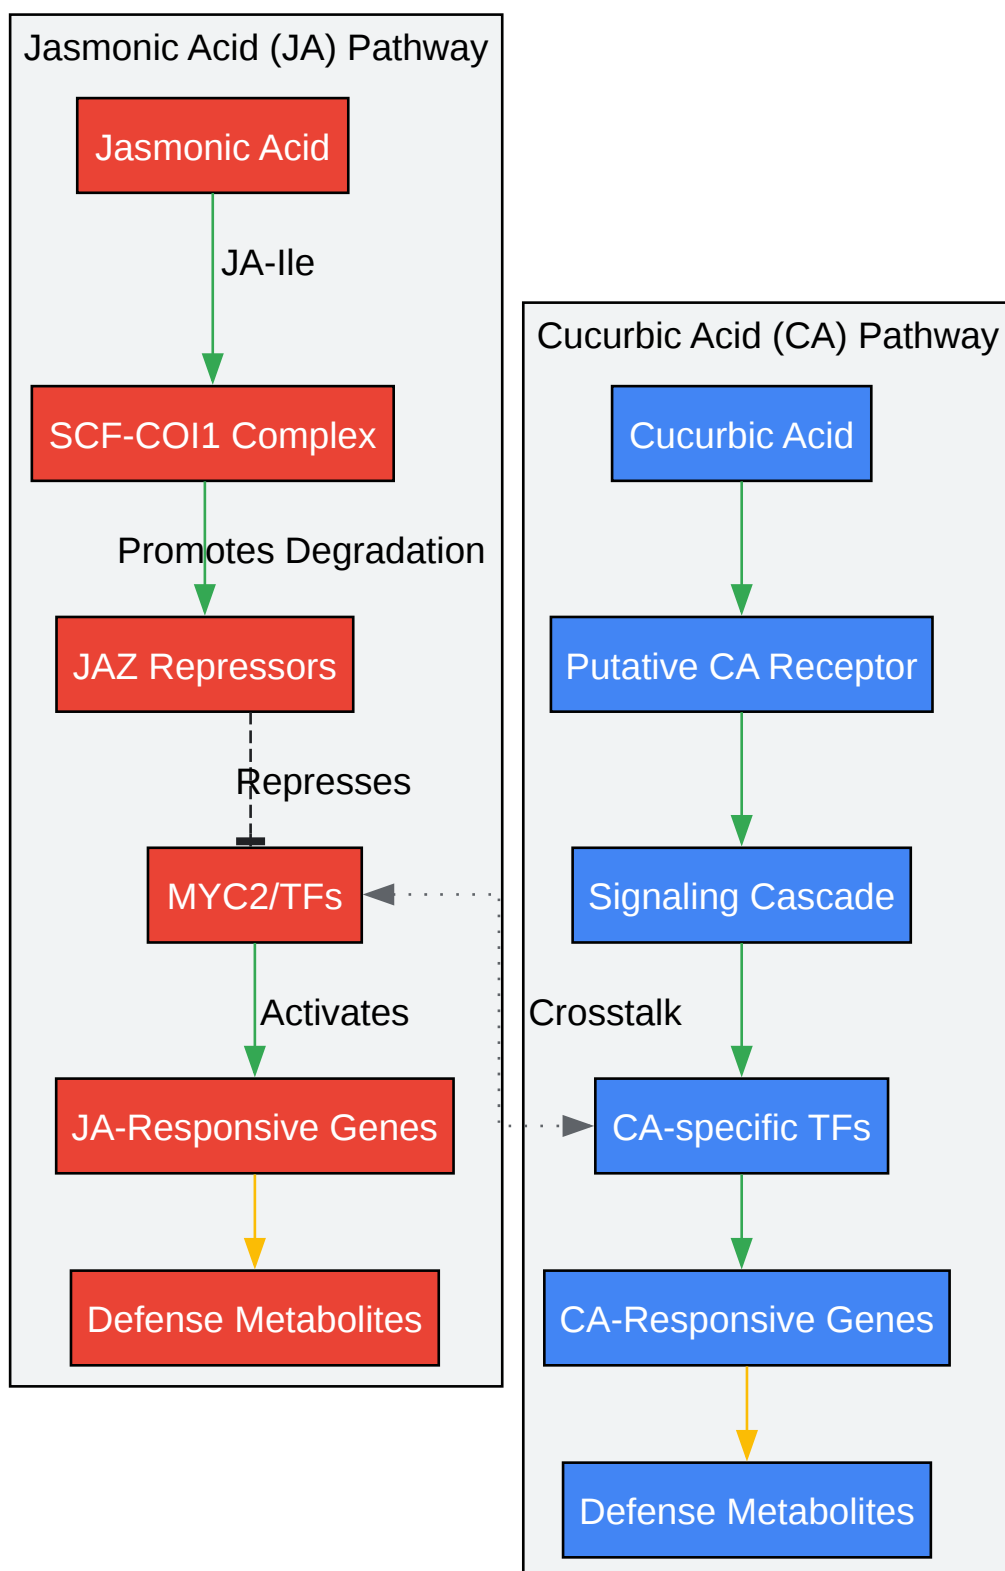 Jasmonic Acid (JA) Pathway
Jasmonic Acid
JA-Ile
SCF-COI1 Complex
Promotes Degradation
JAZ Repressors
Represses
MYC2/TFs
Activates
JA-Responsive Genes
Defense Metabolites
Crosstalk
Cucurbic Acid (CA) Pathway
Cucurbic Acid
Putative CA Receptor
Signaling Cascade
CA-specific TFs
CA-Responsive Genes
Defense Metabolites